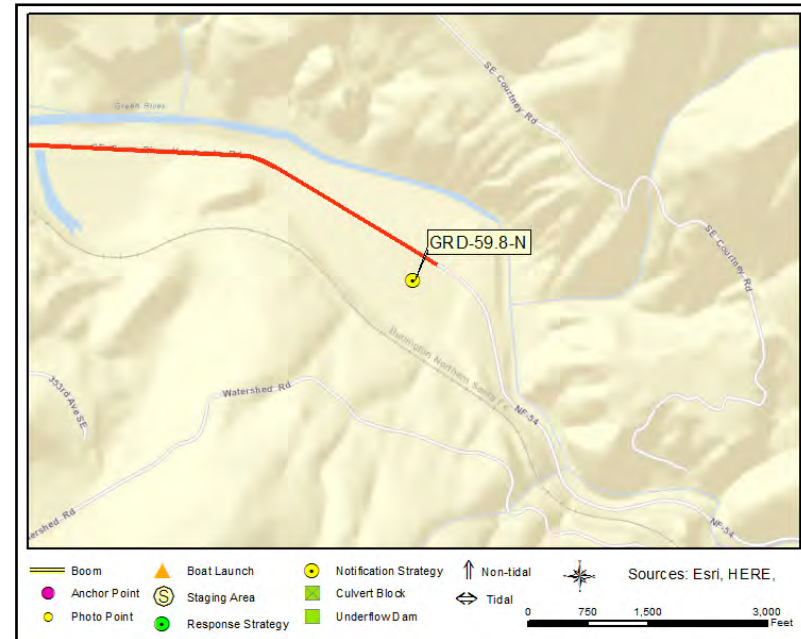 SE Courtney Rd
Green River
GRD-59.8-N
SE Courtney Rd
Burlington Northern Santa Fe
353rd Ave SE
Watershed Rd
NF-54
Rd
NF-54
Boom
Boat Launch
Notification Strategy
Non-tidal
Sources: Esri, HERE,
Anchor Point
Staging Area
Culvert Block
Tidal
Photo Point
Response Strategy
Underflow Dam
0 750 1,500 3,000
Feet
S